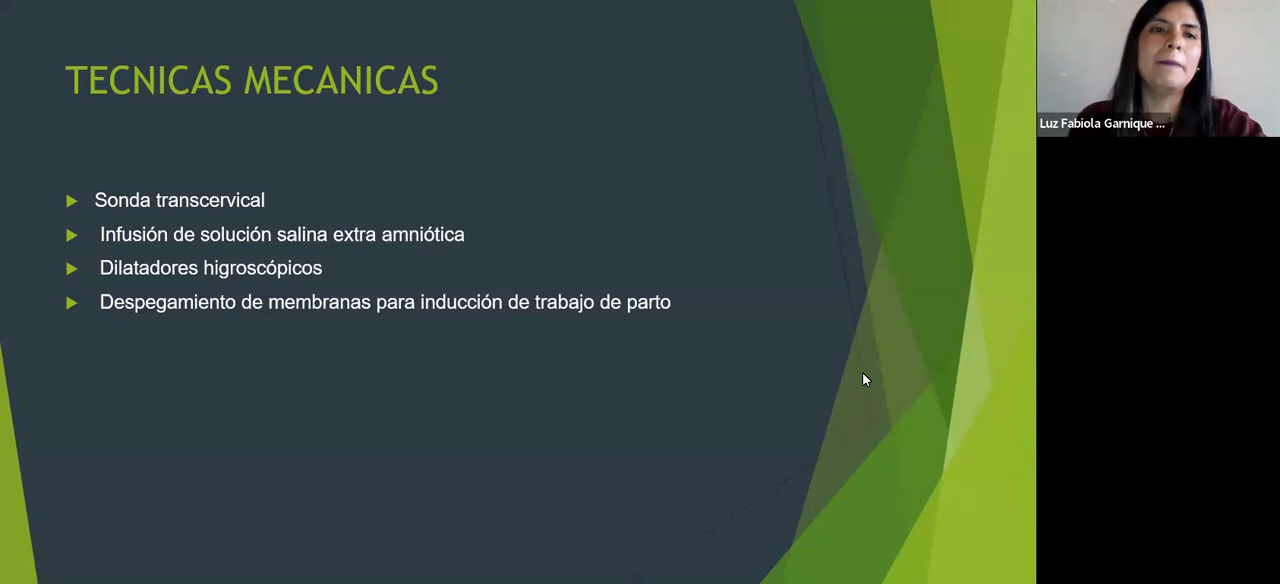 TECNICAS MECANICAS
Sonda transcervical
Infusión de solución salina extra amniótica
Dilatadores higroscópicos
Despegamiento de membranas para inducción de trabajo de parto
Luz Fabiola Garnique ...